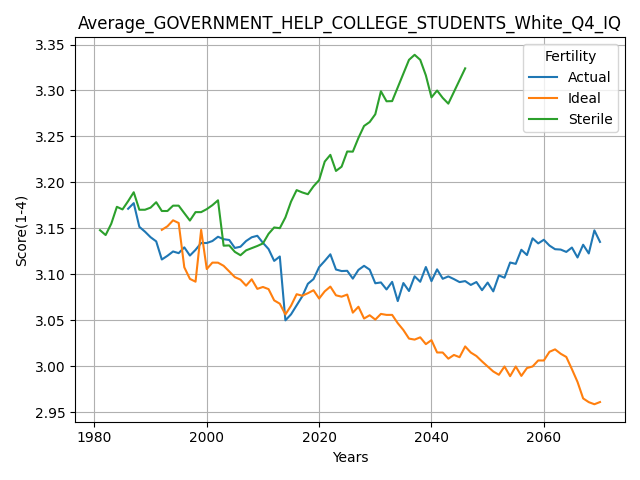 Average_GOVERNMENT_HELP_COLLEGE_STUDENTS_White_Q4_IQ
Fertility
Actual
Ideal
Sterile
Score(1-4)
3.35
3.30
3.25
3.20
3.15
3.10
3.05
3.00
2.95
1980
2000
2020
2040
2060
Years